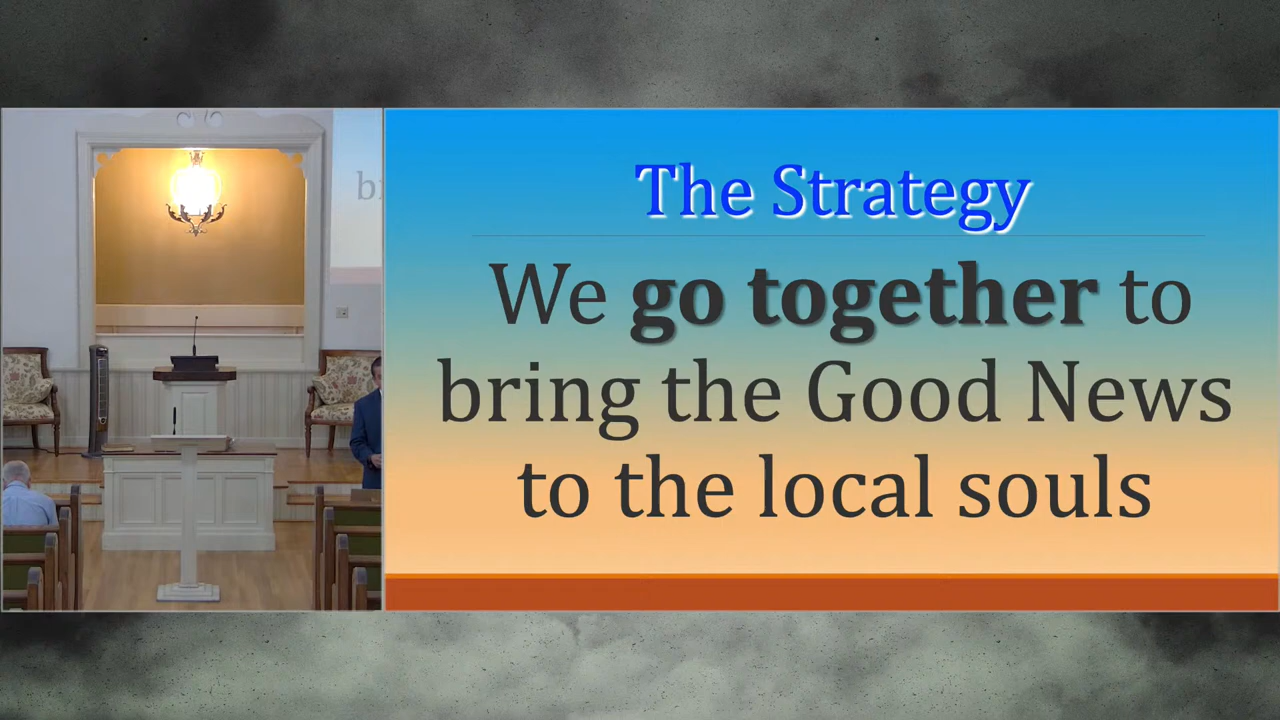 The Strategy
We go together to
bring the Good News
to the local souls